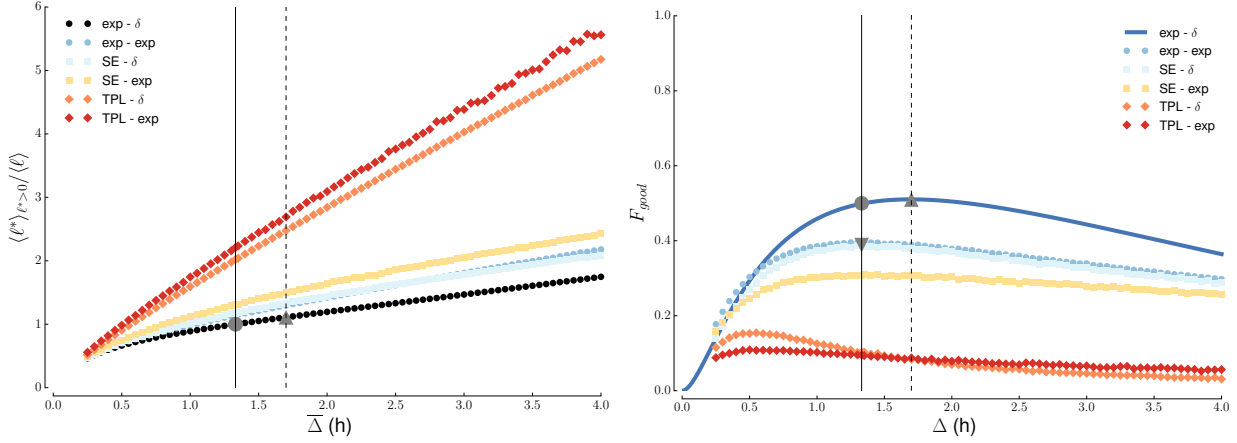 6
5
4
3
2
1
0
⟨ℓ*⟩ℓ*>0/⟨ℓ⟩
exp - δ
exp - exp
SE - δ
SE - exp
TPL - δ
TPL - exp
0.0 0.5 1.0 1.5 2.0 2.5 3.0 3.5 4.0
Δ̅ (h)
1.0
0.8
0.6
0.4
0.2
0.0
F_good
exp - δ
exp - exp
SE - δ
SE - exp
TPL - δ
TPL - exp
0.0 0.5 1.0 1.5 2.0 2.5 3.0 3.5 4.0
Δ (h)